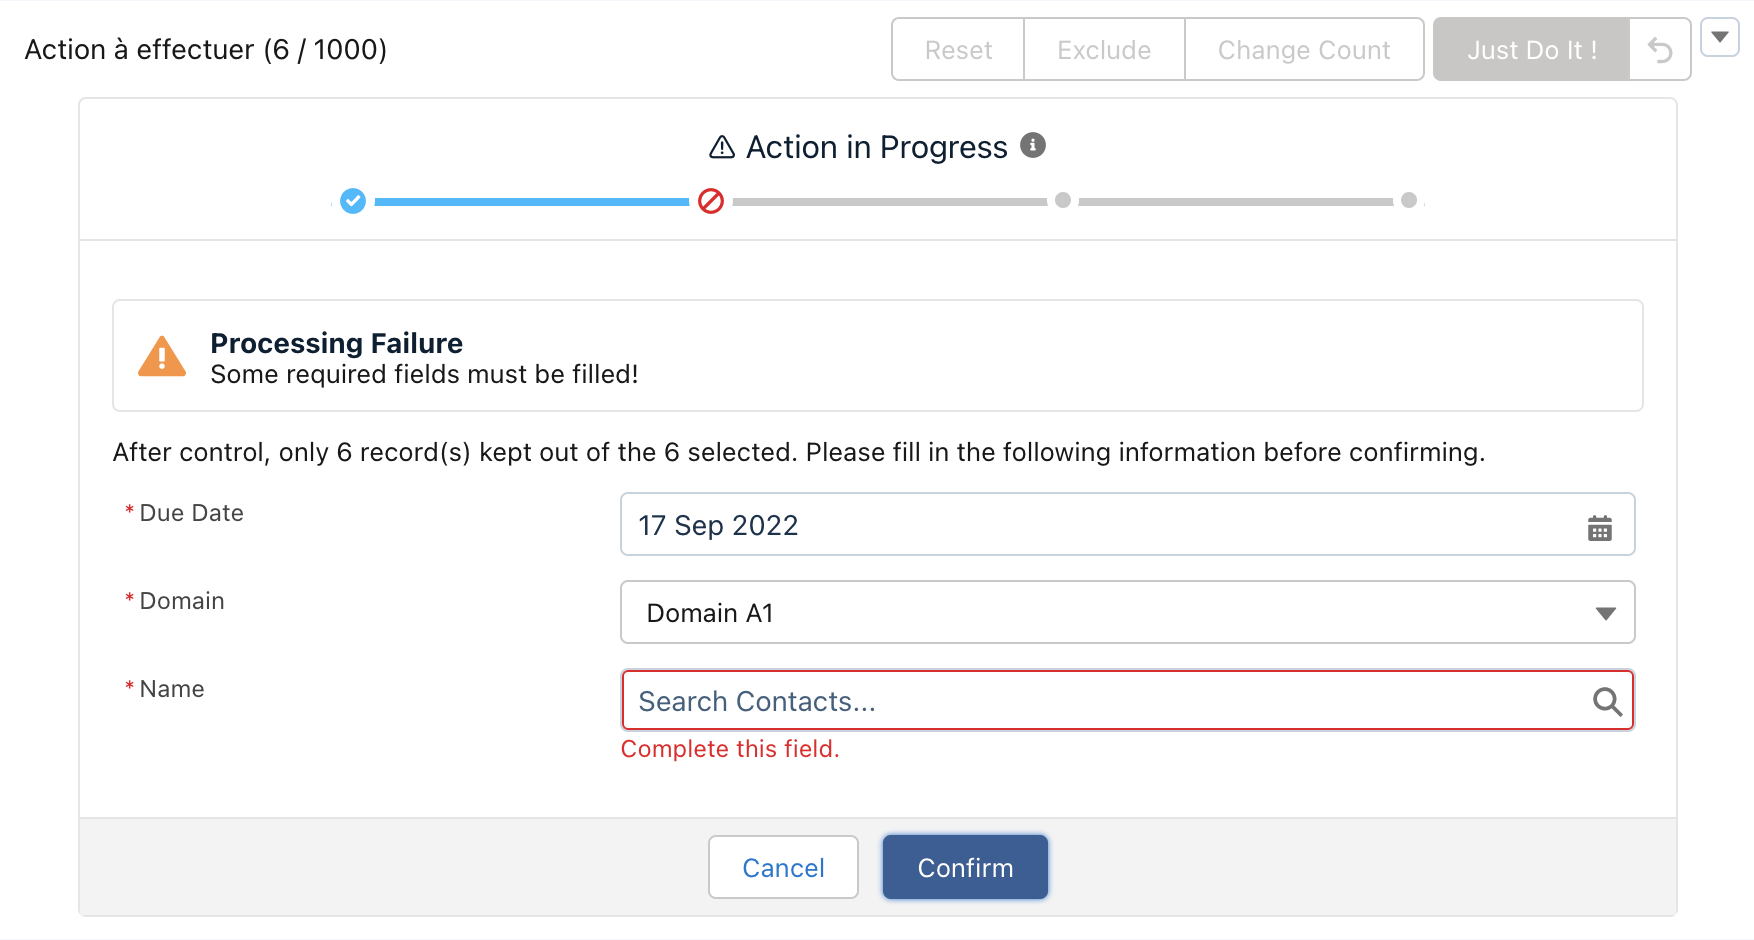 Action à effectuer (6 / 1000)
Reset
Exclude
Change Count
Just Do It !
Action in Progress
Processing Failure
Some required fields must be filled!
After control, only 6 record(s) kept out of the 6 selected. Please fill in the following information before confirming.
* Due Date
17 Sep 2022
* Domain
Domain A1
* Name
Search Contacts...
Complete this field.
Cancel
Confirm